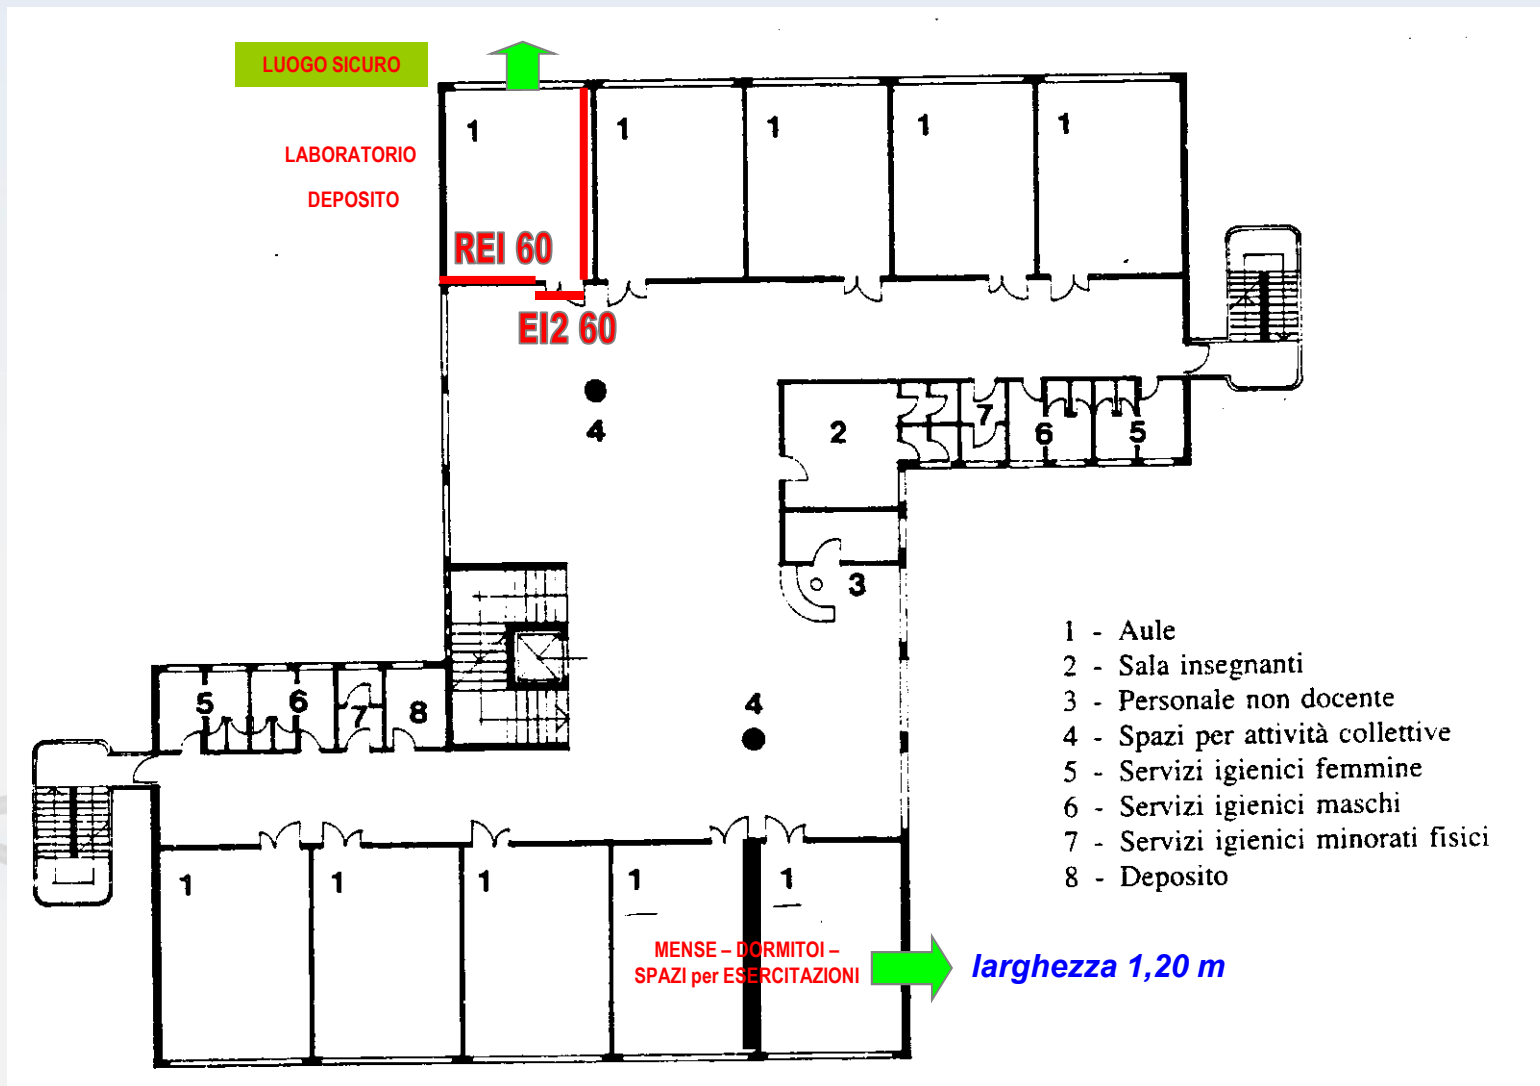 LUOGO SICURO
1
1
1
1
1
LABORATORIO
DEPOSITO
REI 60
EI2 60
4
2
7
6
5
3
1 - Aule
2 - Sala insegnanti
3 - Personale non docente
4 - Spazi per attività collettive
5 - Servizi igienici femmine
6 - Servizi igienici maschi
7 - Servizi igienici minorati fisici
8 - Deposito
5
6
7
8
4
1
1
1
1
1
MENSE – DORMITOI –
SPAZI per ESERCITAZIONI
larghezza 1,20 m